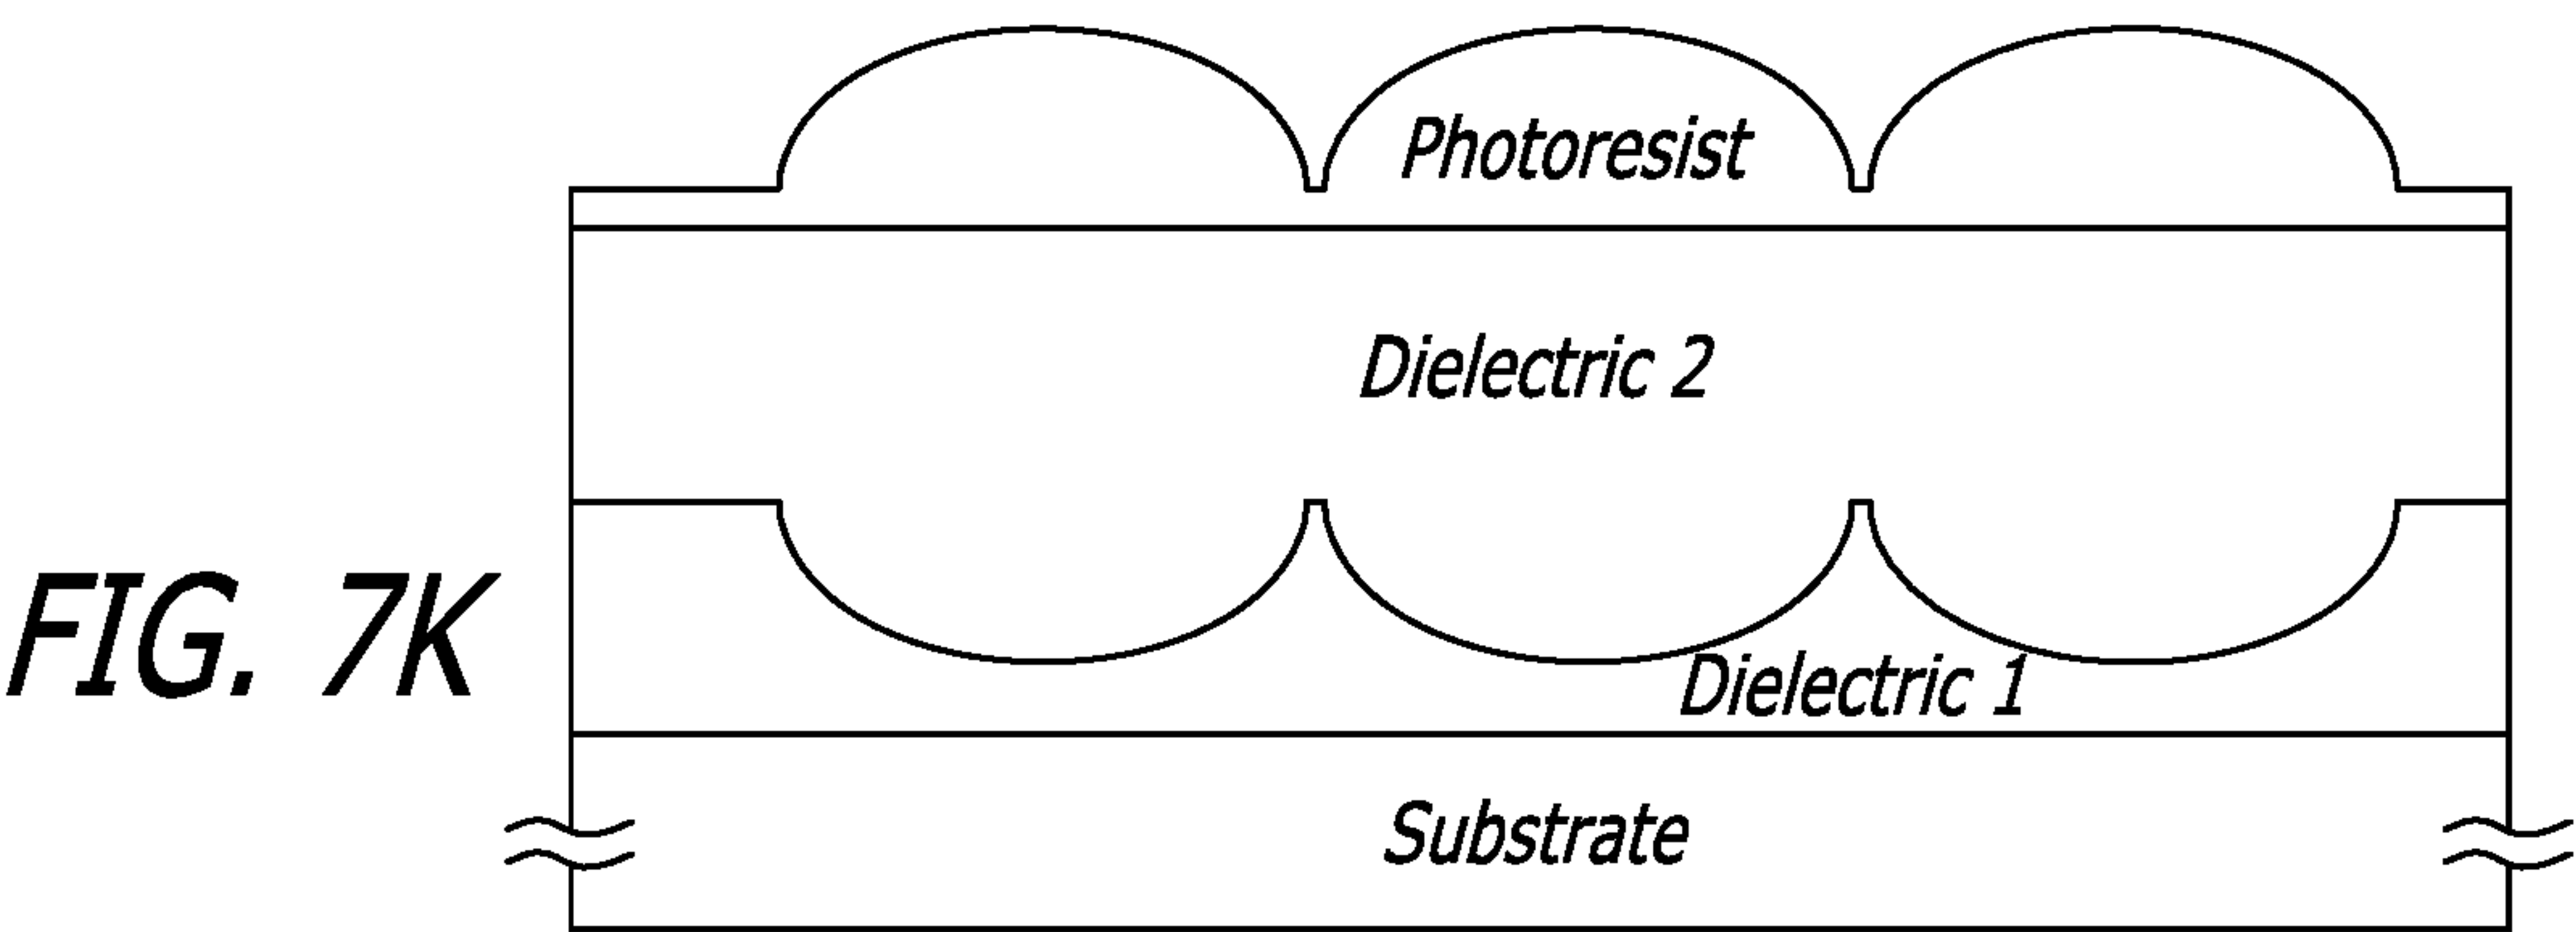 Photoresist
Dielectric 2
FIG. 7K
Dielectric 1
Substrate